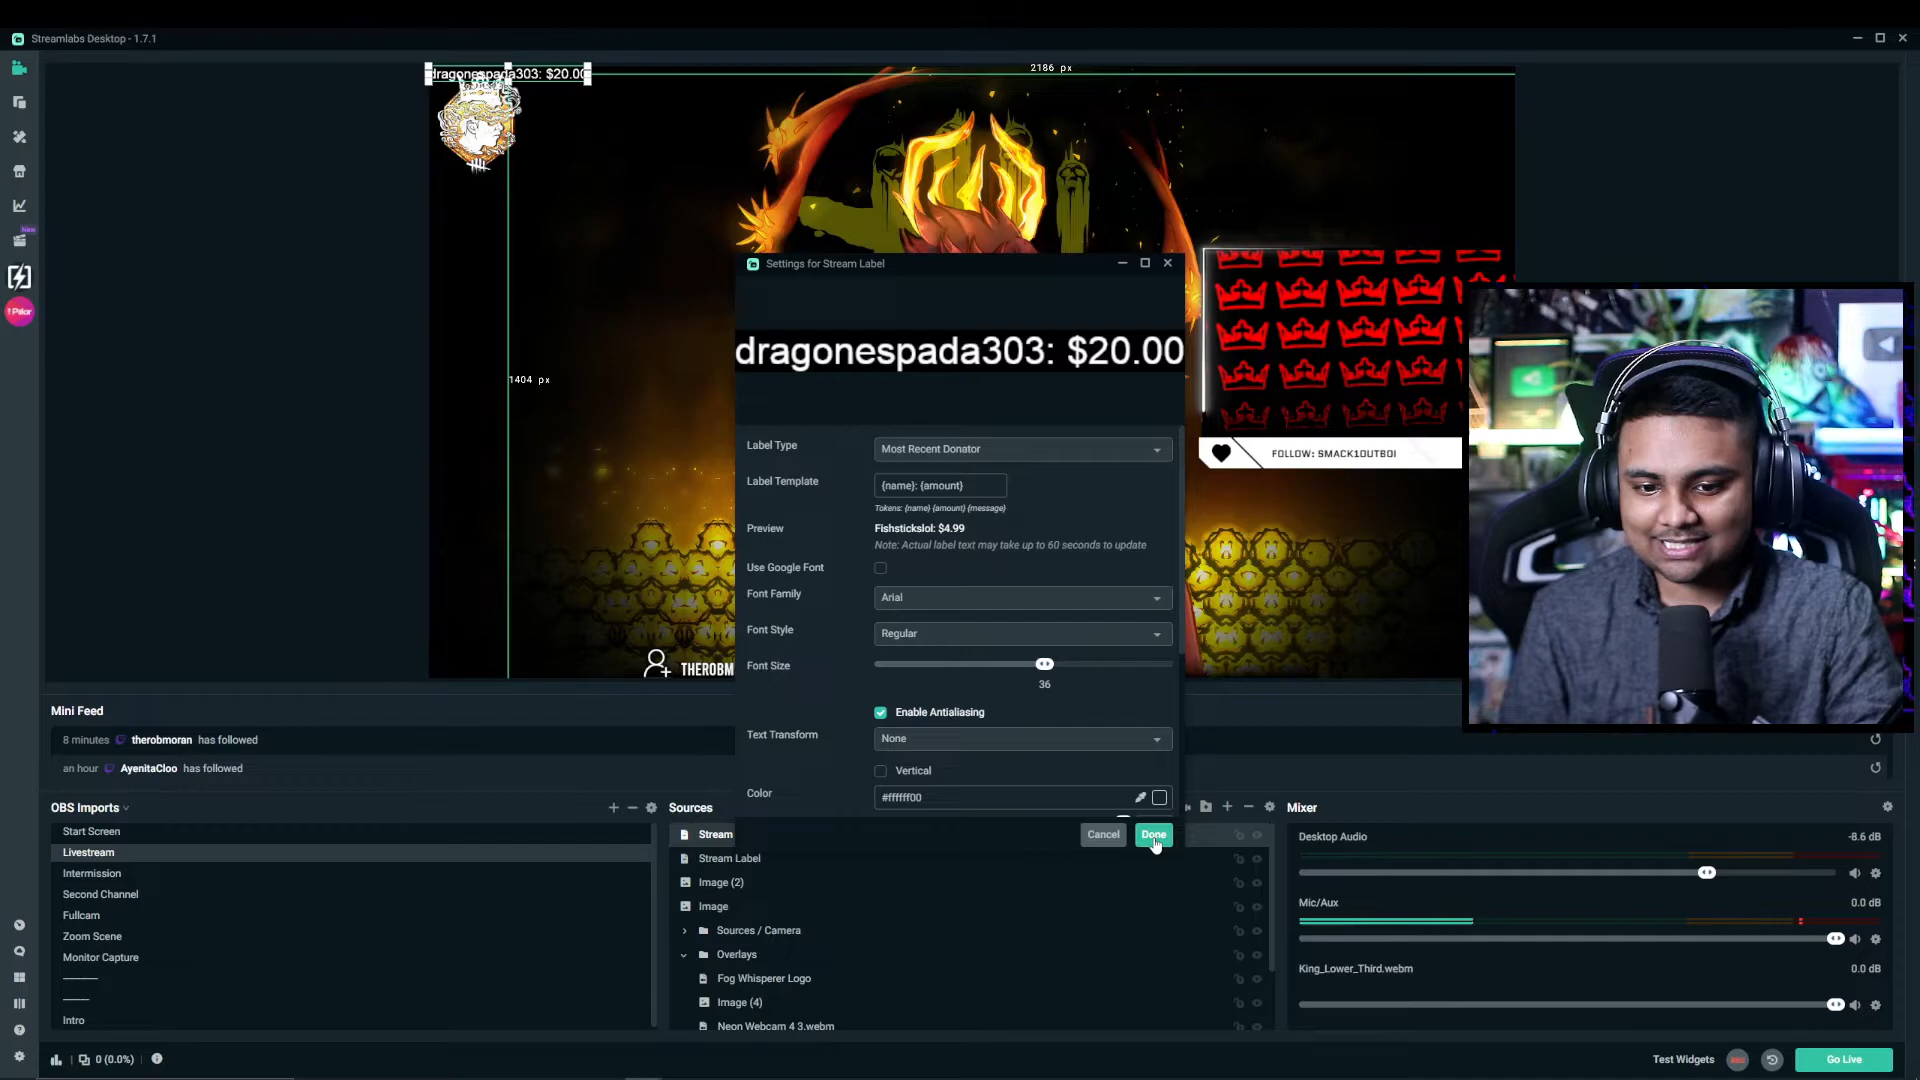 Streamlabs Desktop - 1.7.1
dragonespada303: $20.00
2186 px
New
Pillar
1404 px
Settings for Stream Label
dragonespada303: $20.00
Label Type
Most Recent Donator
Label Template
{name}: {amount}
Tokens: {name} {amount} {message}
Preview
Fishstickslol: $4.99
Note: Actual label text may take up to 60 seconds to update
Use Google Font
Font Family
Arial
Font Style
Regular
Font Size
36
Enable Antialiasing
Text Transform
None
Vertical
Color
#ffffff00
Cancel
Done
FOLLOW: SMACK10UTBOI
THEROBM
Mini Feed
8 minutes therobmoran has followed
an hour AyenitaCloo has followed
OBS Imports
Start Screen
Livestream
Intermission
Second Channel
Fullcam
Zoom Scene
Monitor Capture
---------
-------
Intro
Sources
Stream
Stream Label
Image (2)
Image
Sources / Camera
Overlays
Fog Whisperer Logo
Image (4)
Neon Webcam 4 3.webm
Mixer
Desktop Audio
-8.6 dB
Mic/Aux
0.0 dB
King_Lower_Third.webm
0.0 dB
0 (0.0%)
Test Widgets
REC
Go Live